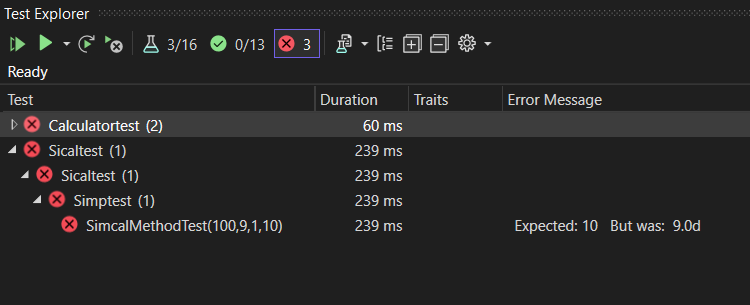 Test Explorer
3/16 0/13 3
Ready
Test Duration Traits Error Message
Calculatortest (2) 60 ms
Sicaltest (1) 239 ms
Sicaltest (1) 239 ms
Simptest (1) 239 ms
SimcalMethodTest(100,9,1,10) 239 ms Expected: 10 But was: 9.0d